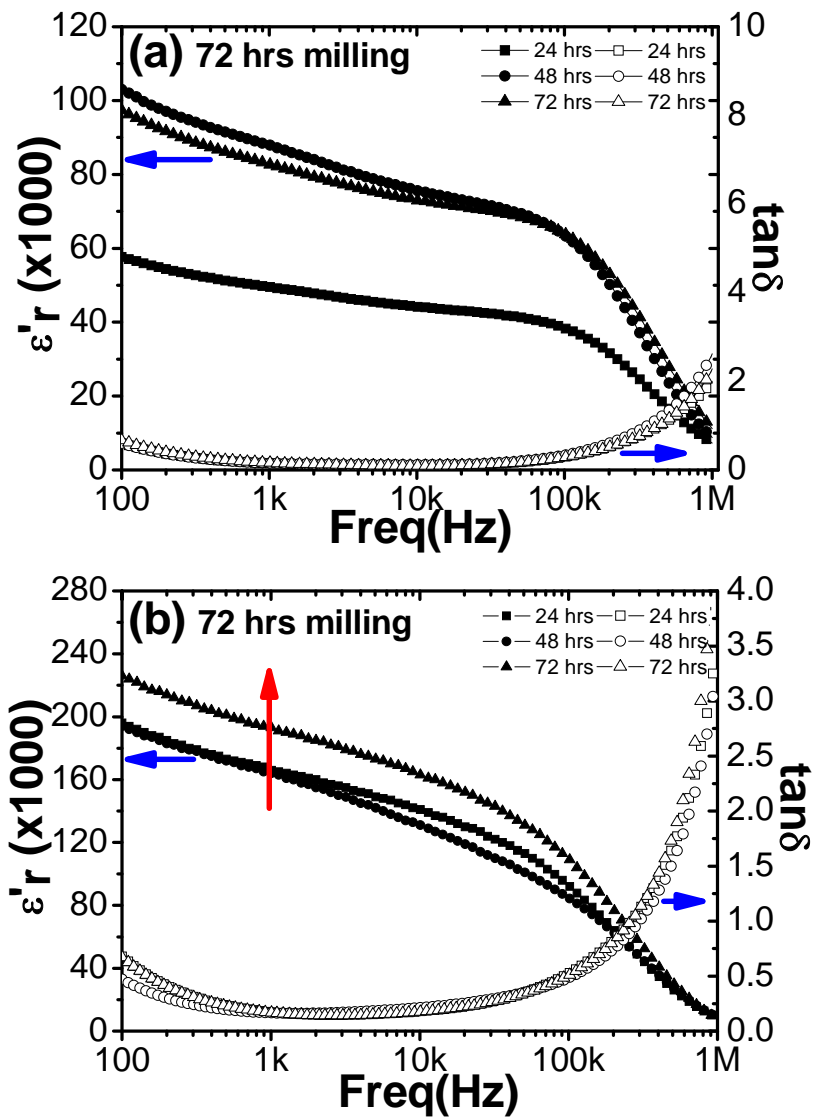 (a) 72 hrs milling
24 hrs 24 hrs
48 hrs 48 hrs
72 hrs 72 hrs
120
100
80
60
40
20
0
ε'r (x1000)
10
8
6
4
2
0
tanδ
100 1k 10k 100k 1M
Freq(Hz)
(b) 72 hrs milling
24 hrs 24 hrs
48 hrs 48 hrs
72 hrs 72 hrs
280
240
200
160
120
80
40
0
ε'r (x1000)
4.0
3.5
3.0
2.5
2.0
1.5
1.0
0.5
0.0
tanδ
100 1k 10k 100k 1M
Freq(Hz)